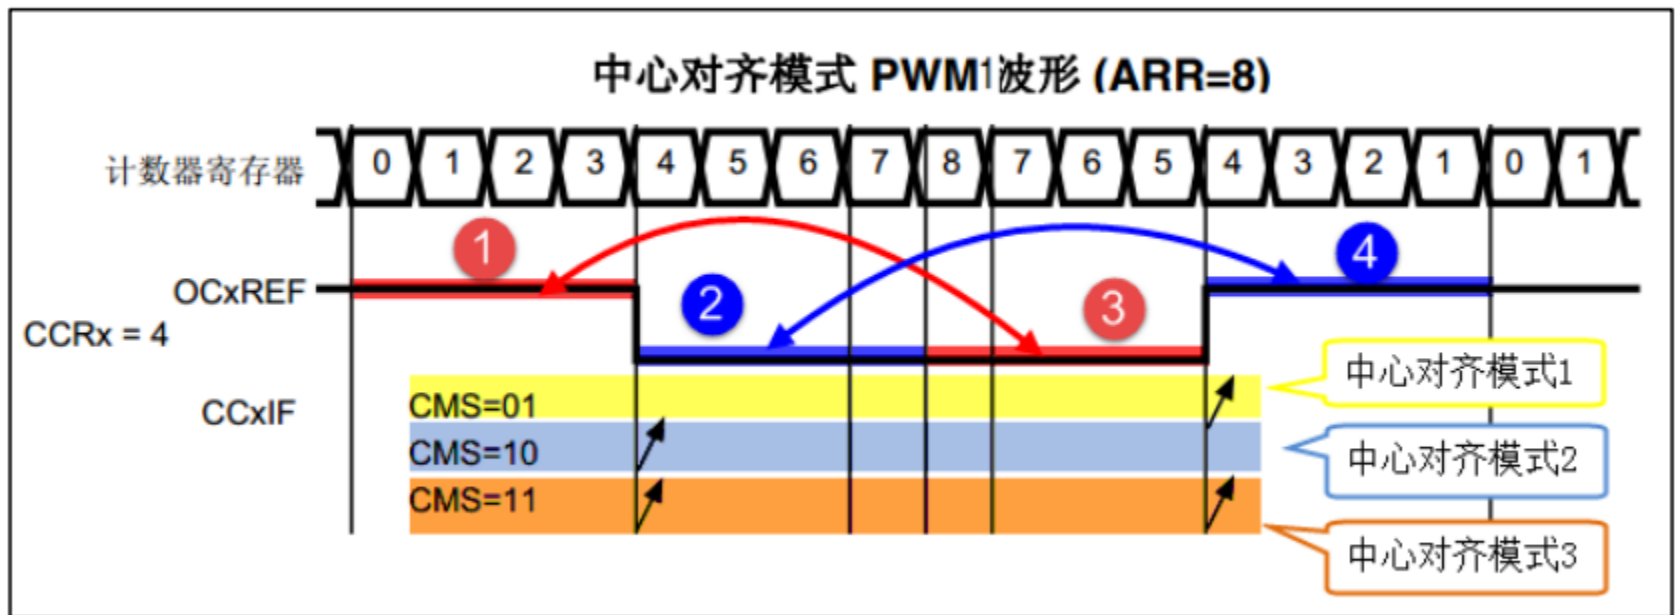 中心对齐模式 PWM1波形 (ARR=8)
计数器寄存器 0 1 2 3 4 5 6 7 8 7 6 5 4 3 2 1 0 1
1
4
OCxREF
2
3
CCRx = 4
中心对齐模式1
CMS=01
CCxIF
CMS=10
中心对齐模式2
CMS=11
中心对齐模式3